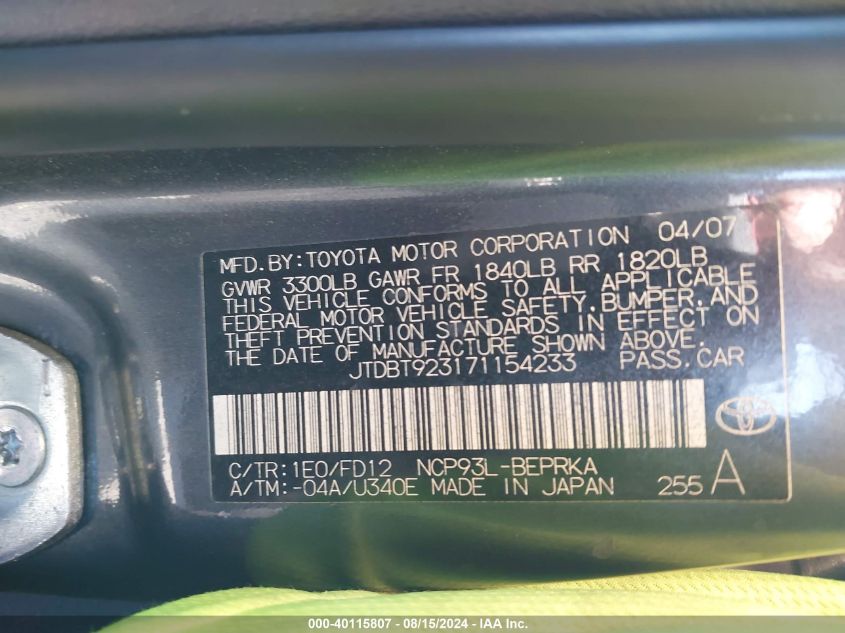 MFD.BY:TOYOTA MOTOR CORPORATION 04/07
GVWR 3300LB GAWR FR 1840LB RR 1820LB
THIS VEHICLE CONFORMS TO ALL APPLICABLE
FEDERAL MOTOR VEHICLE SAFETY,BUMPER,AND
THEFT PREVENTION STANDARDS IN EFFECT ON
THE DATE OF MANUFACTURE SHOWN ABOVE.
JTDBT923171154233 PASS.CAR
C/TR:1E0/FD12 NCP93L-BEPRKA
A/TM:-04A/U340E MADE IN JAPAN 255 A
000-40115807 - 08/15/2024 - IAA Inc.